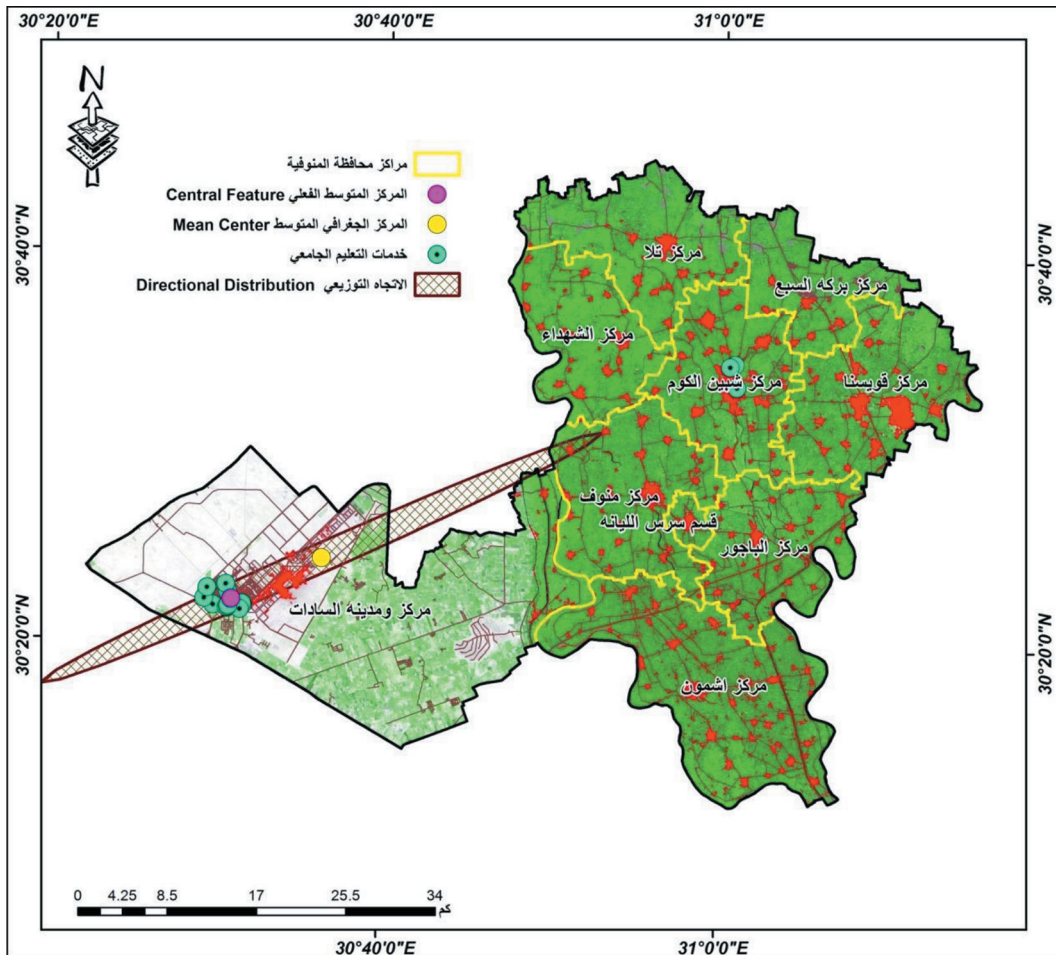 30°20'0"E
30°40'0"E
31°0'0"E
N
مراكز محافظة المنوفية
المركز المتوسط الفعلي Central Feature
المركز الجغرافي المتوسط Mean Center
خدمات التعليم الجامعي
الاتجاه التوزيعي Directional Distribution
30°40'0"N
30°40'0"N
مركز تلا
مركز بركه السبع
مركز الشهداء
مركز شبين الكوم
مركز قويسنا
مركز منوف
قسم سرس الليانه
مركز الباجور
مركز ومدينه السادات
30°20'0"N
30°20'0"N
مركز اشمون
0 4.25 8.5 17 25.5 34
كم
30°40'0"E
31°0'0"E